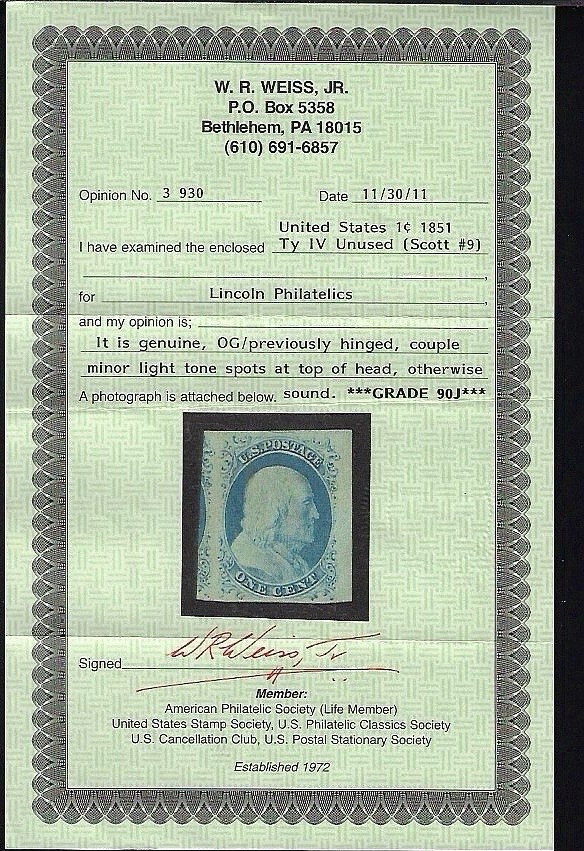 W. R. WEISS, JR.
P.O. Box 5358
Bethlehem, PA 18015
(610) 691-6857
Opinion No. 3 930 Date 11/30/11
United States 1¢ 1851
I have examined the enclosed Ty IV Unused (Scott #9)
,
for Lincoln Philatelics,
and my opinion is;
It is genuine, OG/previously hinged, couple
minor light tone spots at top of head, otherwise
A photograph is attached below. sound. ***GRADE 90J***
U.S. POSTAGE
ONE CENT
W R Weiss, Jr.
Signed
Member:
American Philatelic Society (Life Member)
United States Stamp Society, U.S. Philatelic Classics Society
U.S. Cancellation Club, U.S. Postal Stationary Society
Established 1972